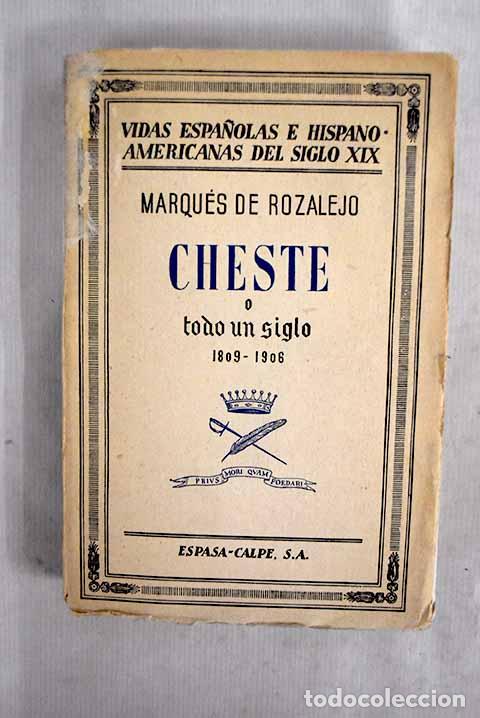 VIDAS ESPAÑOLAS E HISPANO-
AMERICANAS DEL SIGLO XIX
MARQUÉS DE ROZALEJO
CHESTE
o
todo un siglo
1809-1906
PRIUS MORI QVAM FOEDARI
ESPASA-CALPE, S.A.
todocoleccion